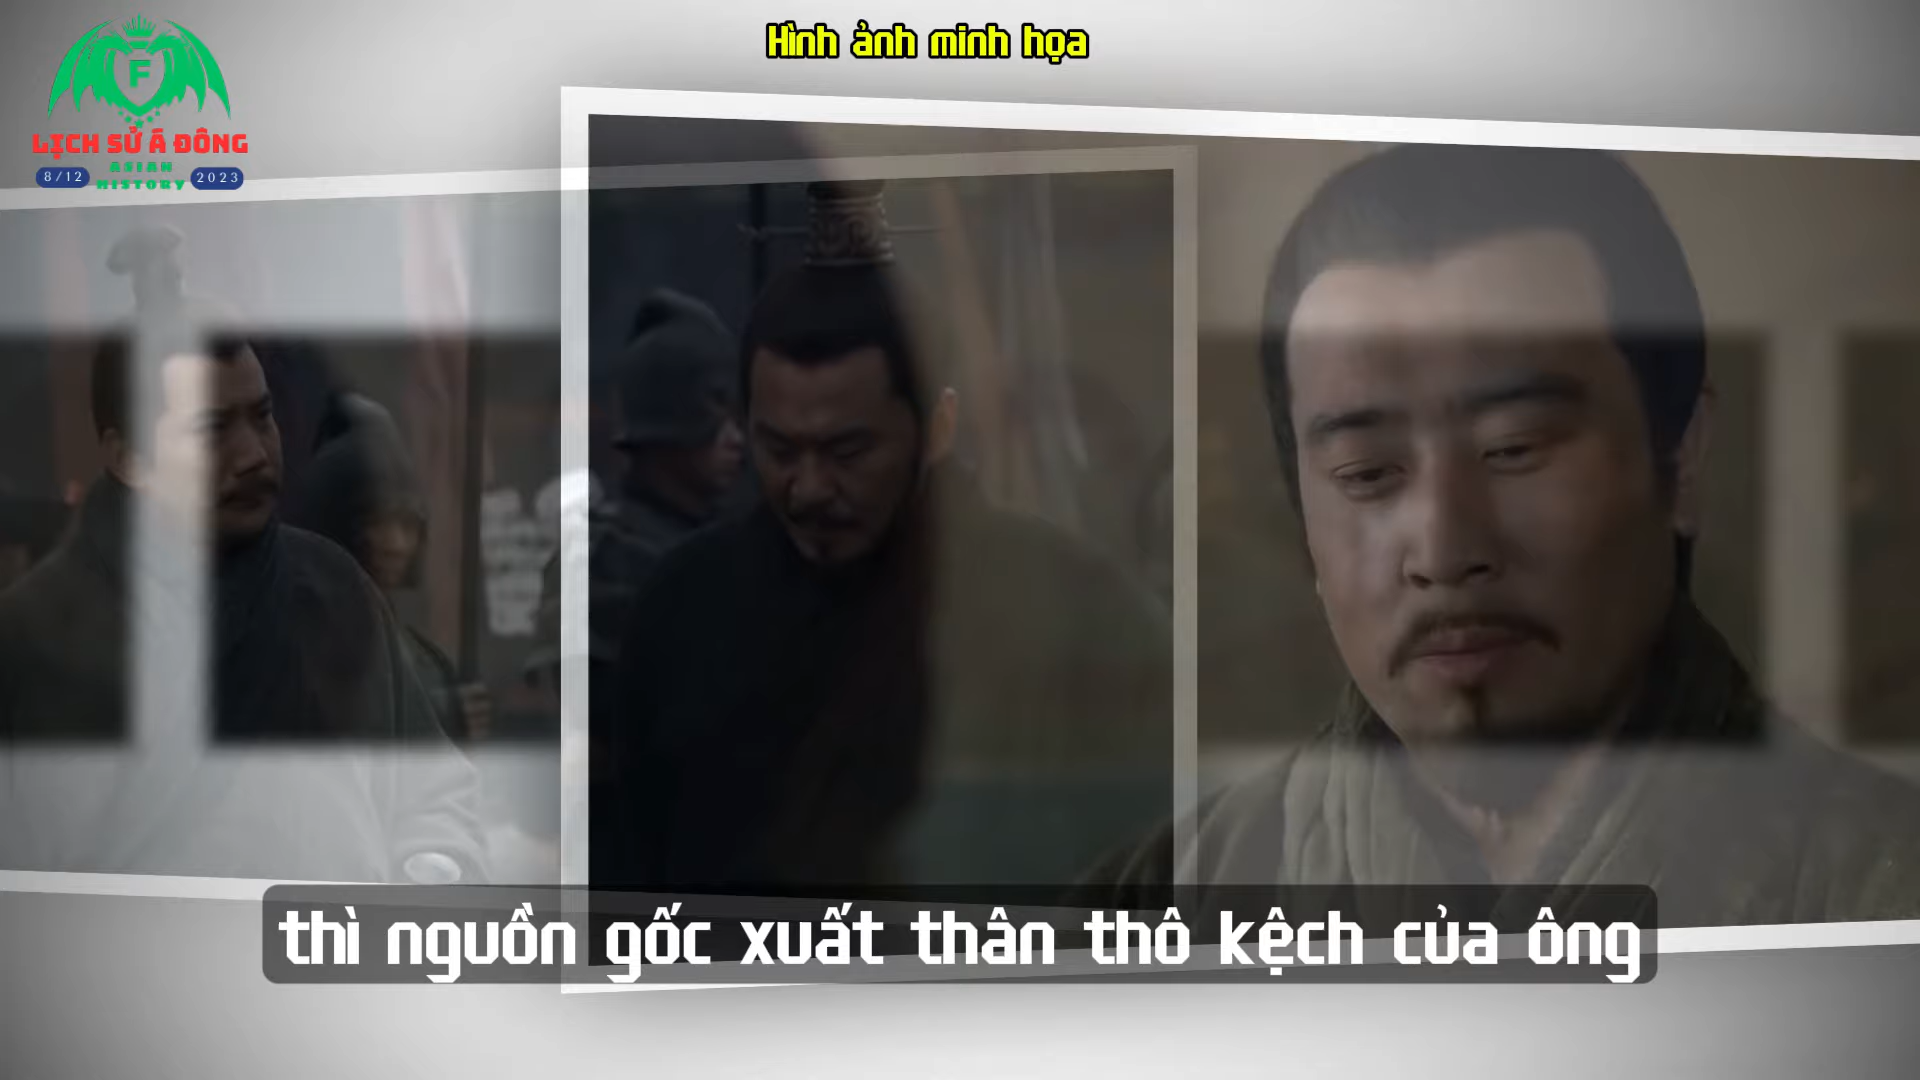 Hình ảnh minh họa
F
LỊCH SỬ Á ĐÔNG
ASIAN
8/12 HISTORY 2023
thì nguồn gốc xuất thân thô kệch của ông